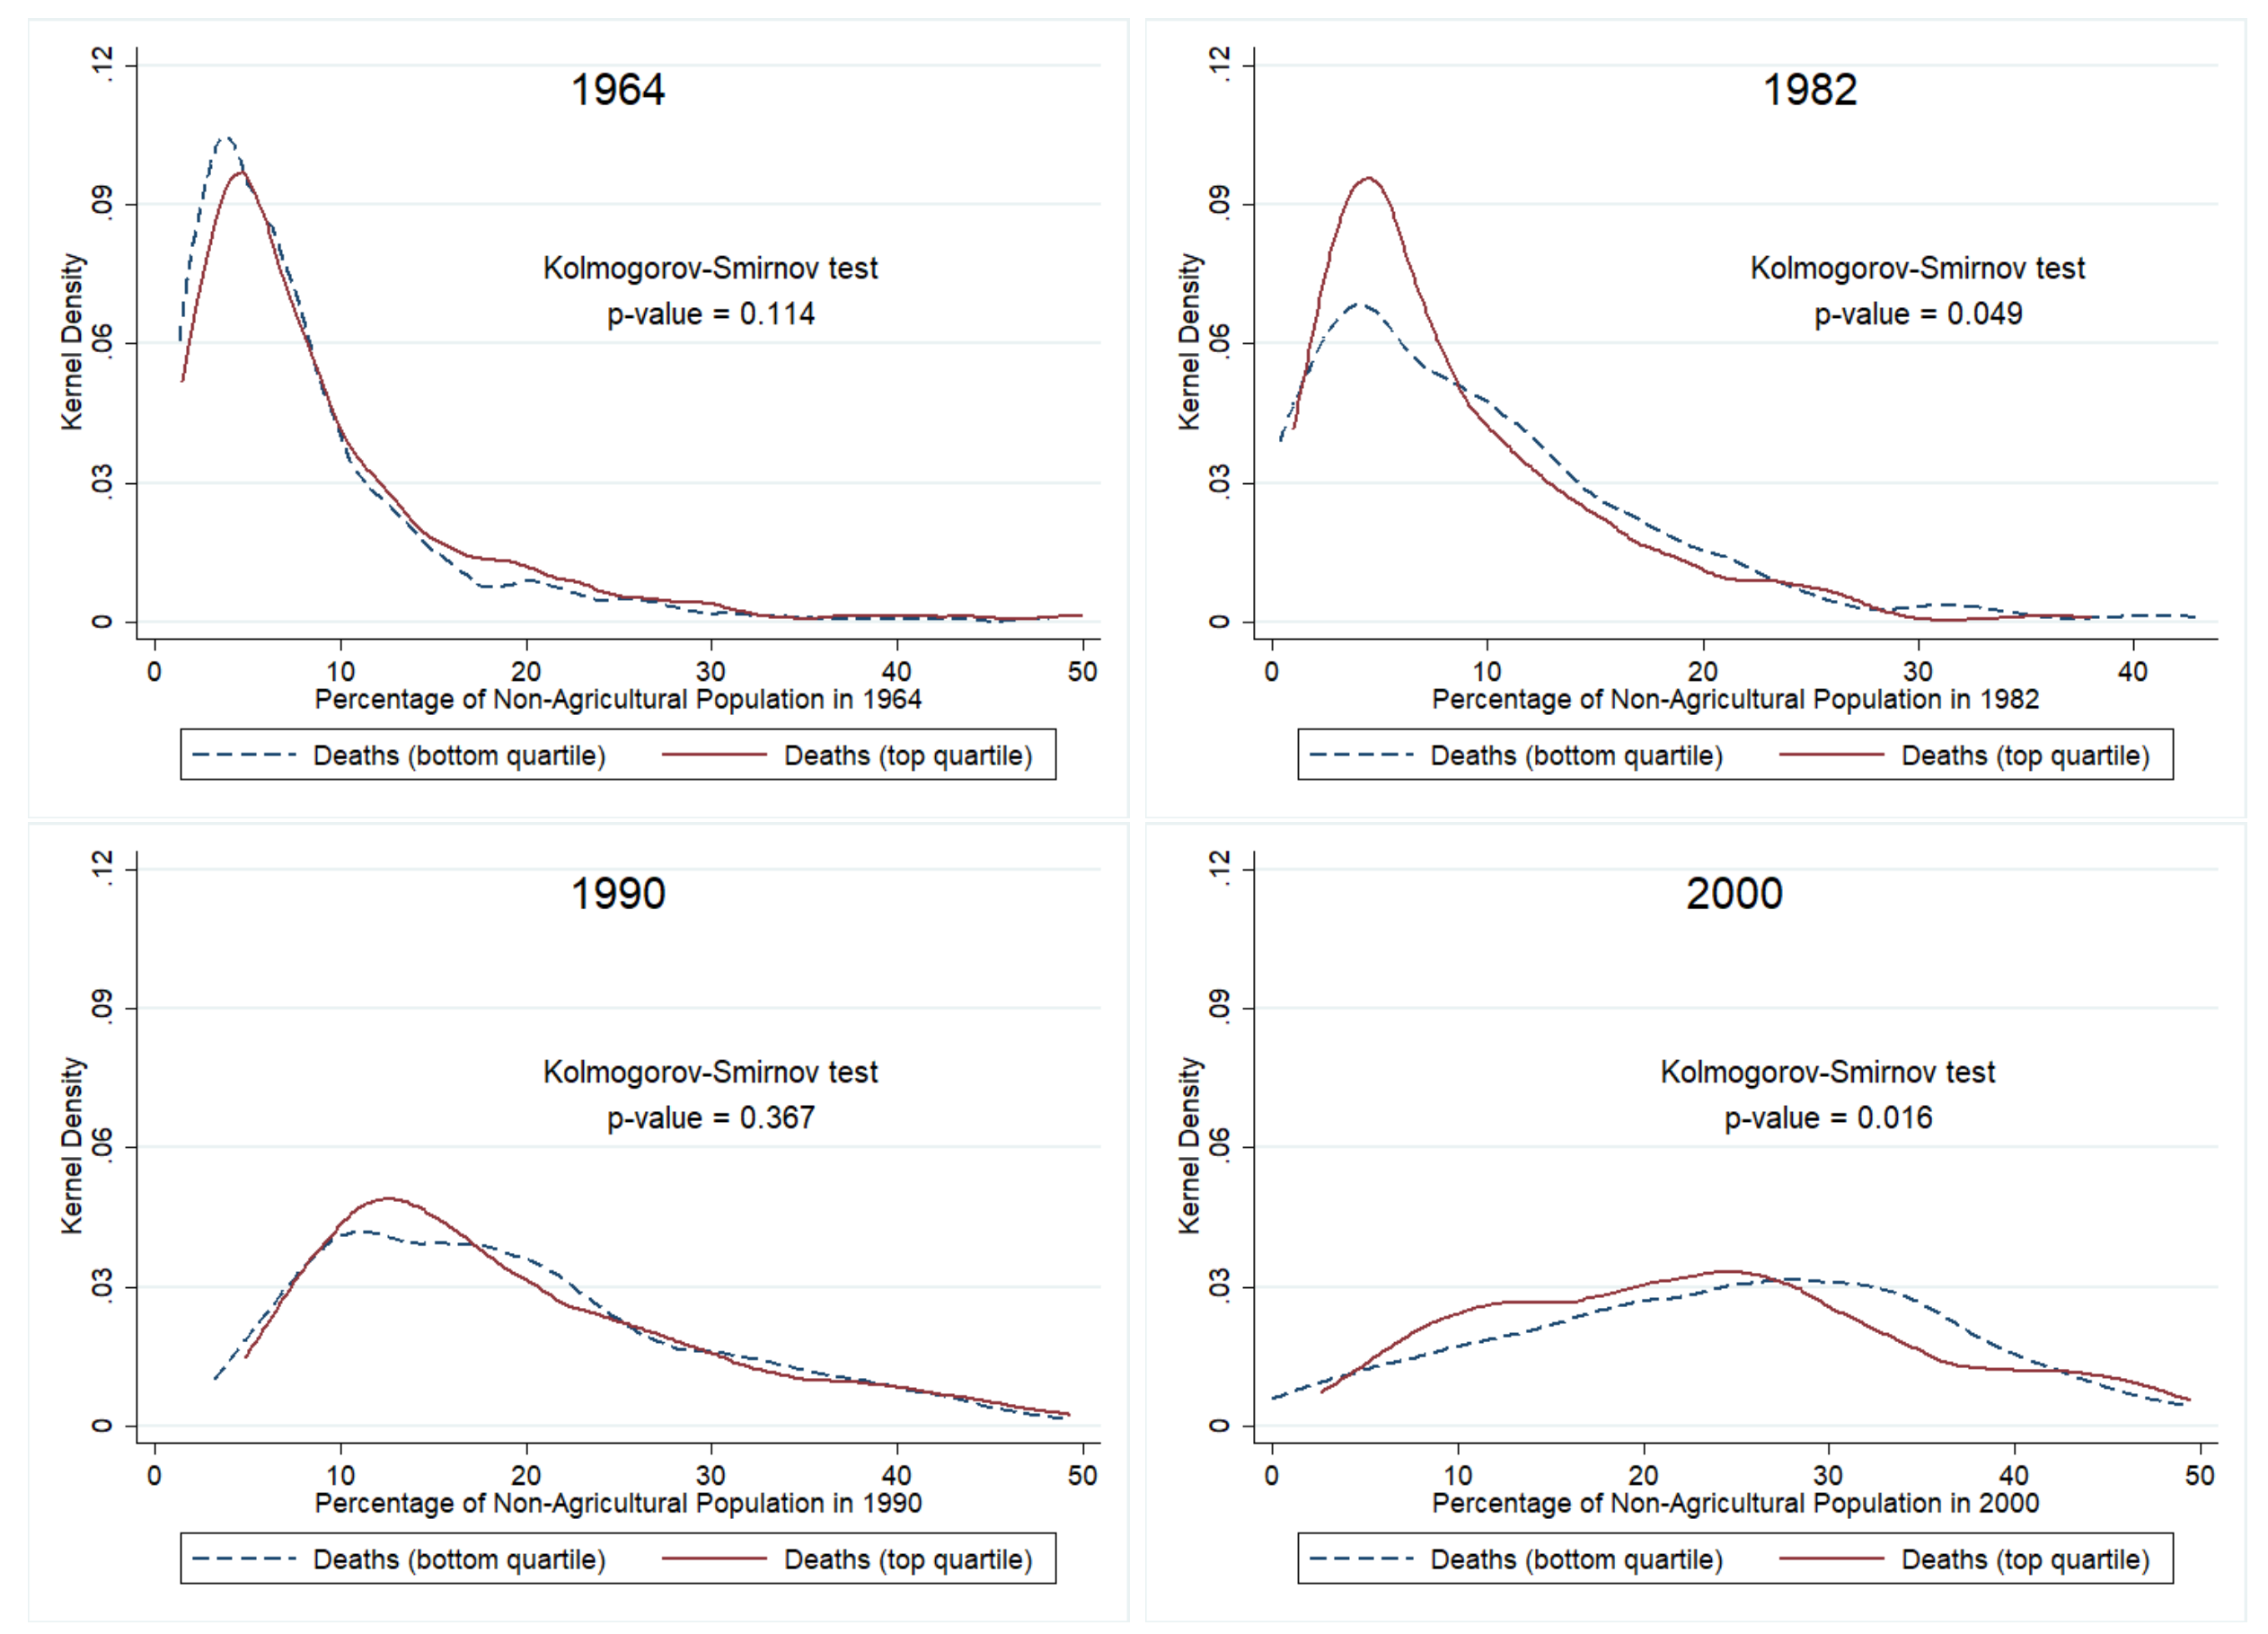 1964
Kolmogorov-Smirnov test
p-value = 0.114
Kernel Density
.12
.09
.06
.03
0
0 10 20 30 40 50
Percentage of Non-Agricultural Population in 1964
Deaths (bottom quartile) Deaths (top quartile)
1982
Kolmogorov-Smirnov test
p-value = 0.049
Kernel Density
.12
.09
.06
.03
0
0 10 20 30 40
Percentage of Non-Agricultural Population in 1982
Deaths (bottom quartile) Deaths (top quartile)
1990
Kolmogorov-Smirnov test
p-value = 0.367
Kernel Density
.12
.09
.06
.03
0
0 10 20 30 40 50
Percentage of Non-Agricultural Population in 1990
Deaths (bottom quartile) Deaths (top quartile)
2000
Kolmogorov-Smirnov test
p-value = 0.016
Kernel Density
.12
.09
.06
.03
0
0 10 20 30 40 50
Percentage of Non-Agricultural Population in 2000
Deaths (bottom quartile) Deaths (top quartile)